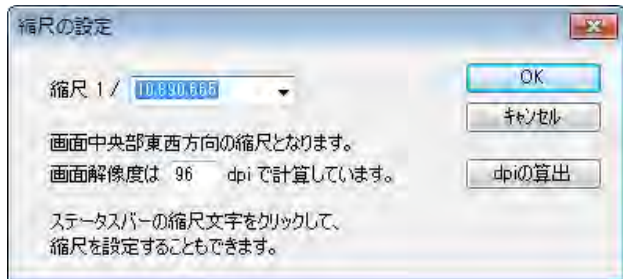 縮尺の設定
縮尺 1/ 10,890,665
OK
キャンセル
画面中央部東西方向の縮尺となります。
画面解像度は 96 dpi で計算しています。
dpiの算出
ステータスバーの縮尺文字をクリックして、
縮尺を設定することもできます。